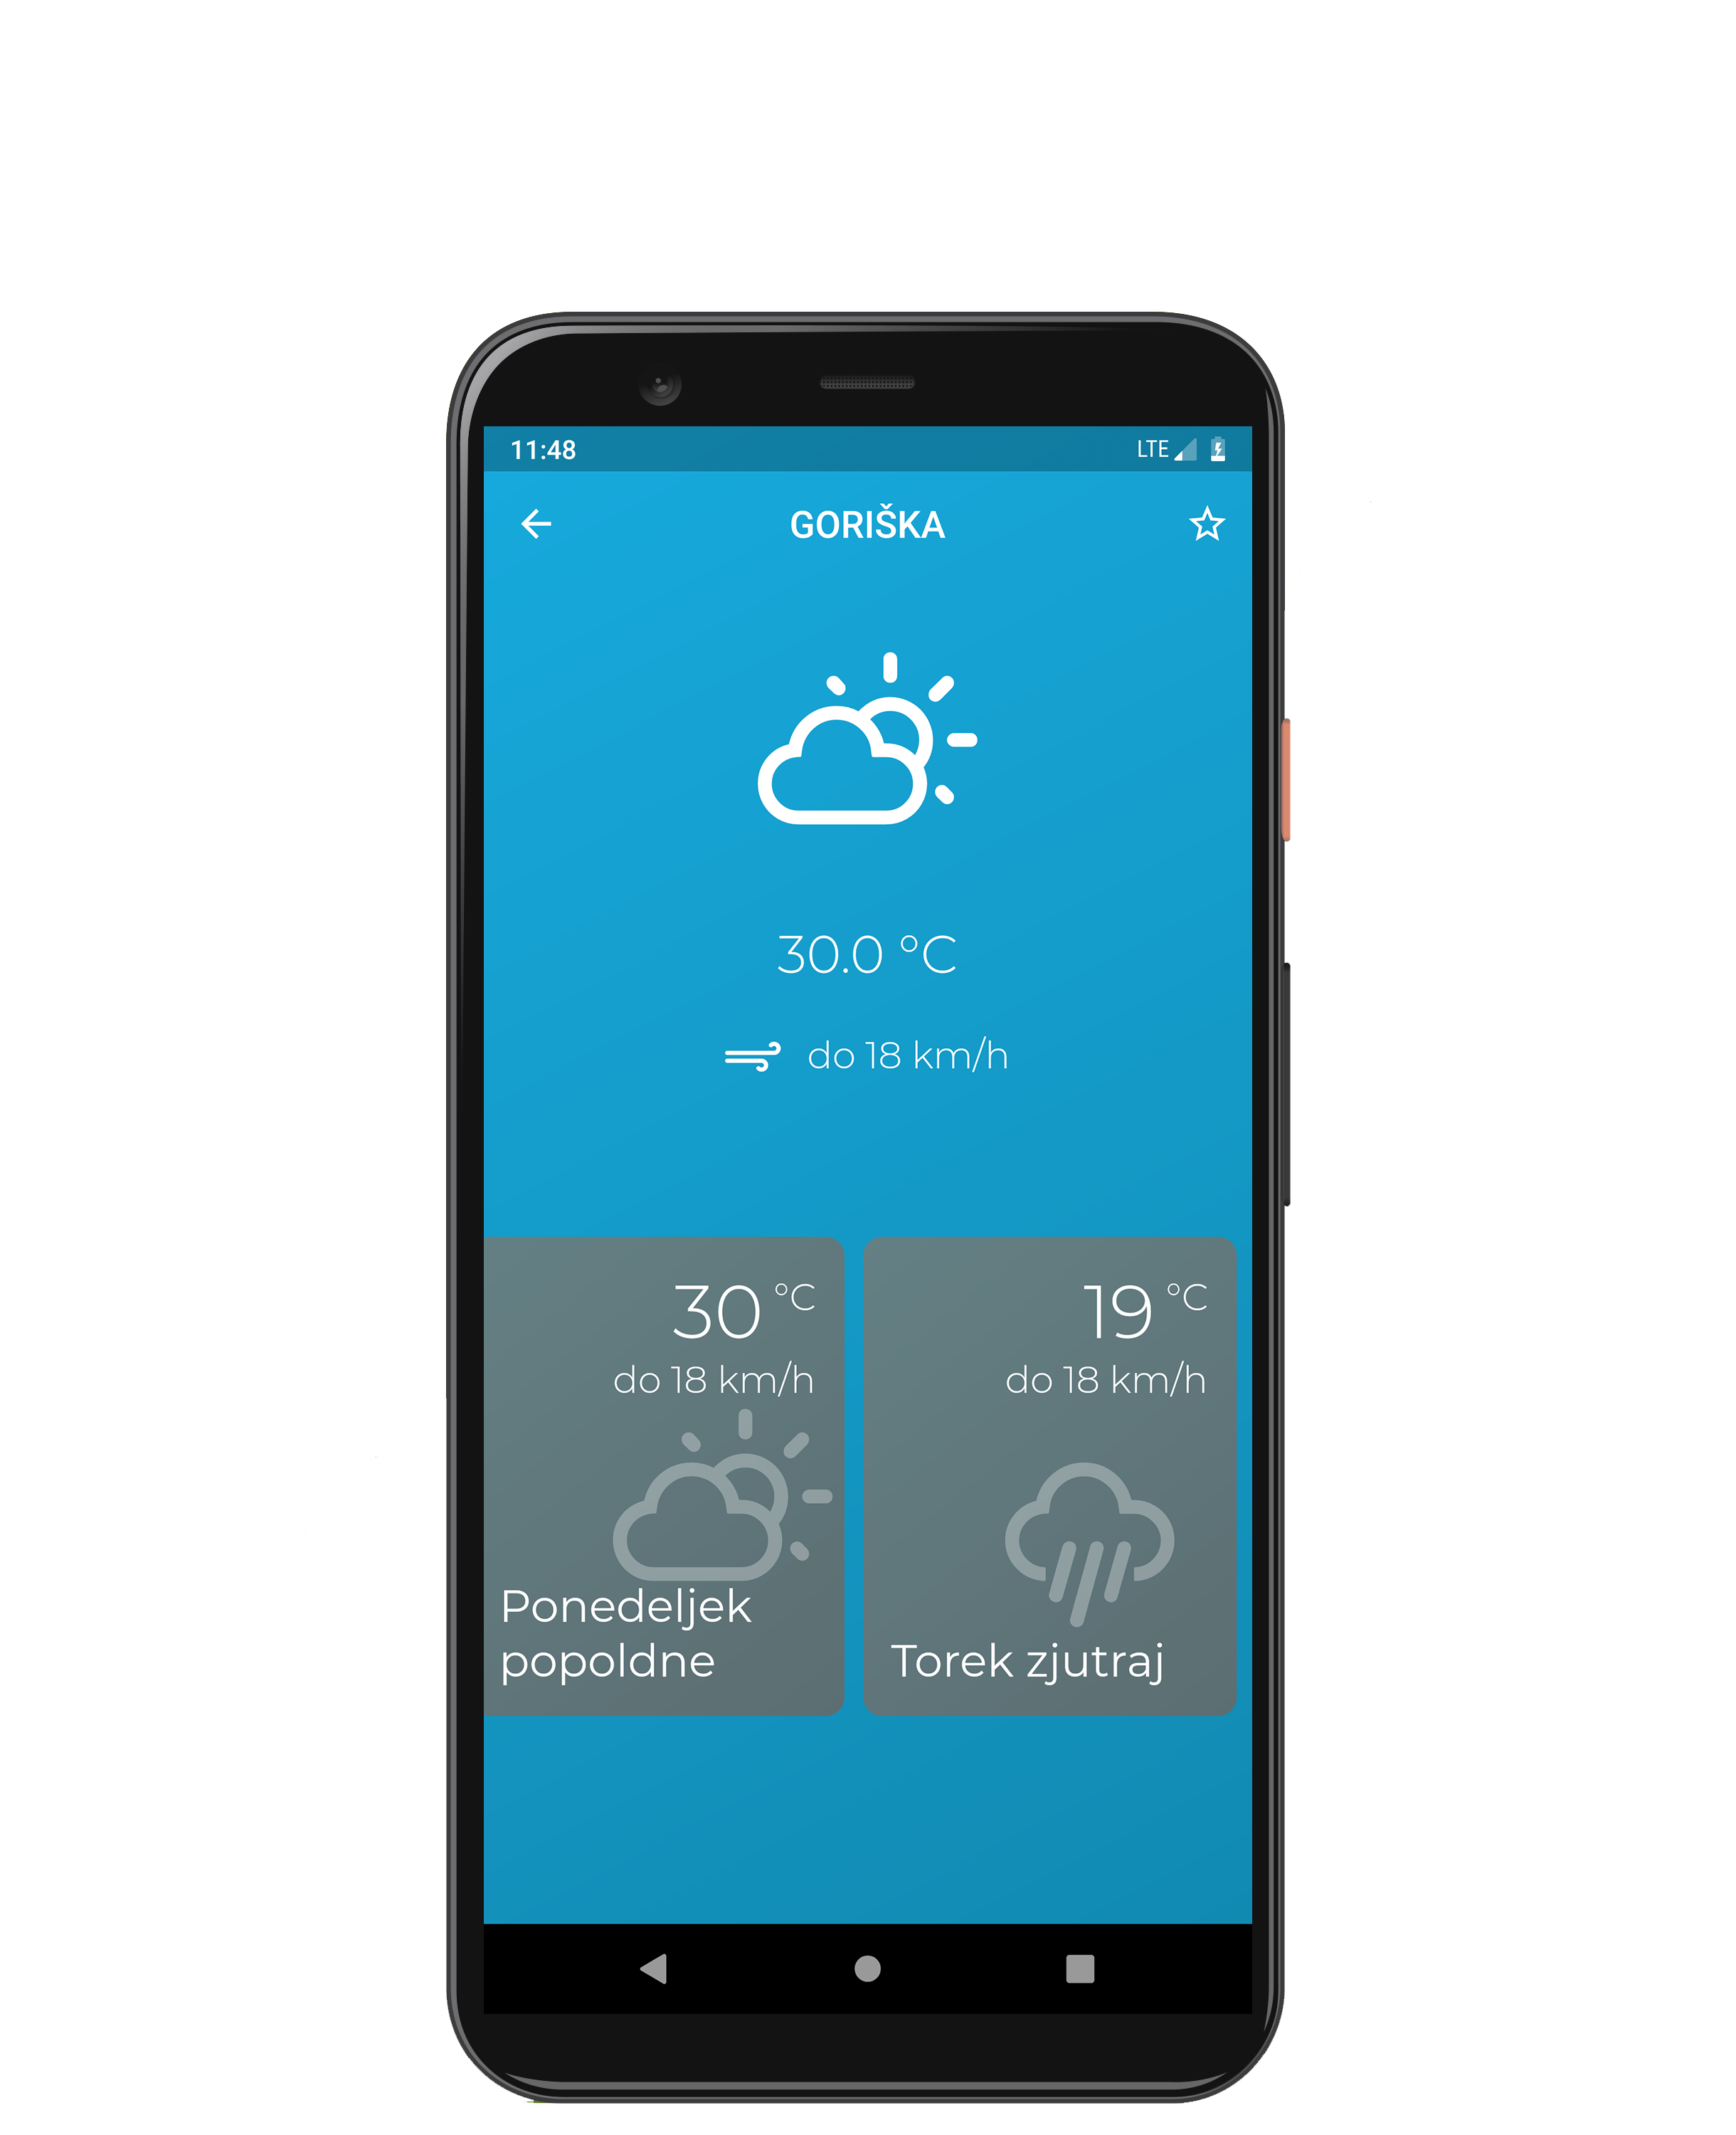 11:48
LTE
GORIŠKA
30.0 °C
do 18 km/h
30 °C
do 18 km/h
Ponedeljek
popoldne
19 °C
do 18 km/h
Torek zjutraj